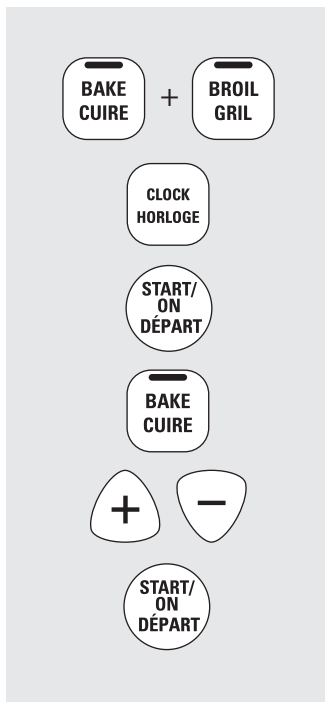 BAKE
CUIRE
+
BROIL
GRIL
CLOCK
HORLOGE
START/
ON
DÉPART
BAKE
CUIRE
+ −
START/
ON
DÉPART